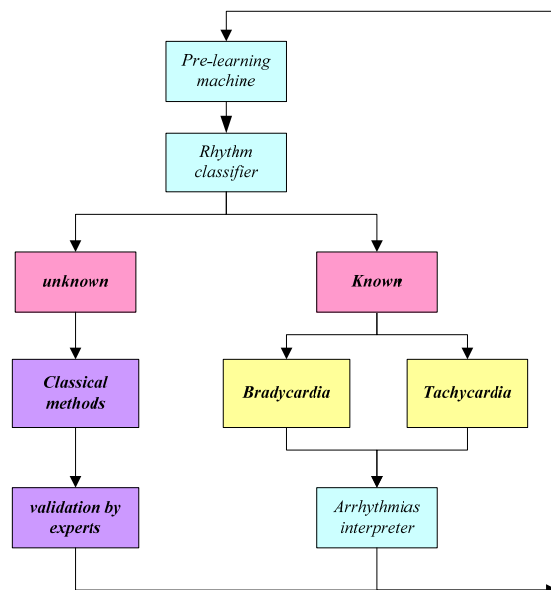 Pre-learning
machine
Rhythm
classifier
unknown
Known
Classical
methods
Bradycardia
Tachycardia
validation by
experts
Arrhythmias
interpreter